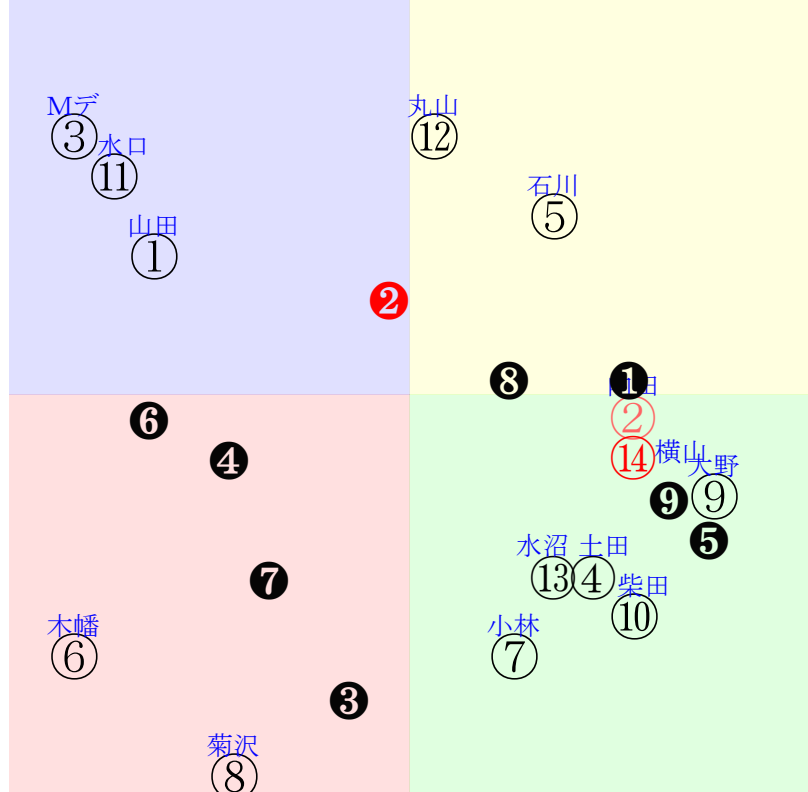 Mデ
③
水口
⑪
山田
①
丸山
⑫
石川
⑤
❷
❽
❶
田
②
⑭
横山
大野
⑨
❾
❺
❻
❹
❼
水沼
⑬
土田
④
柴田
⑩
小林
⑦
木幡
⑥
❸
菊沢
⑧